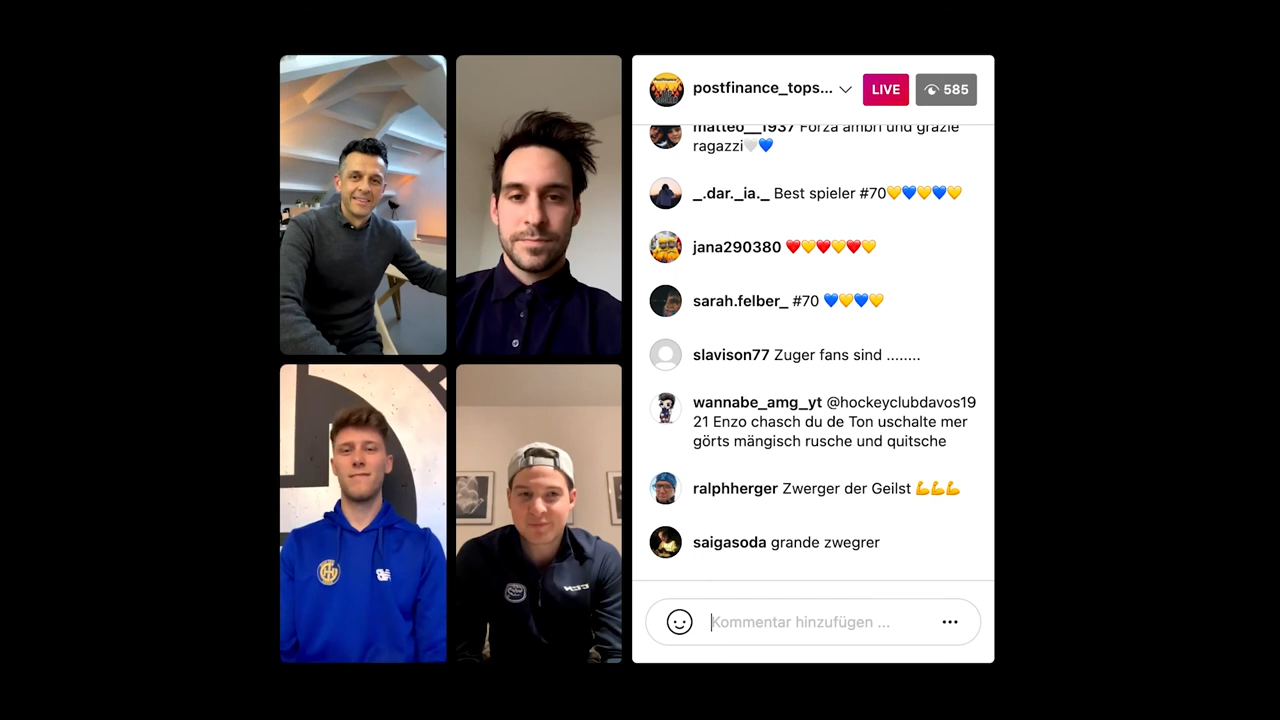 postfinance_tops...
LIVE
585
matteo__1937 Forza ambri und grazie
ragazzi🤍💙
_.dar._ia._ Best spieler #70💛💙💛💙💛
jana290380 ❤️💛❤️💛❤️💛
sarah.felber_ #70 💙💛💙💛
slavison77 Zuger fans sind ........
wannabe_amg_yt @hockeyclubdavos19
21 Enzo chasch du de Ton uschalte mer
görts mängisch rusche und quitsche
ralphherger Zwerger der Geilst 💪💪💪
saigasoda grande zwegrer
Kommentar hinzufügen ...